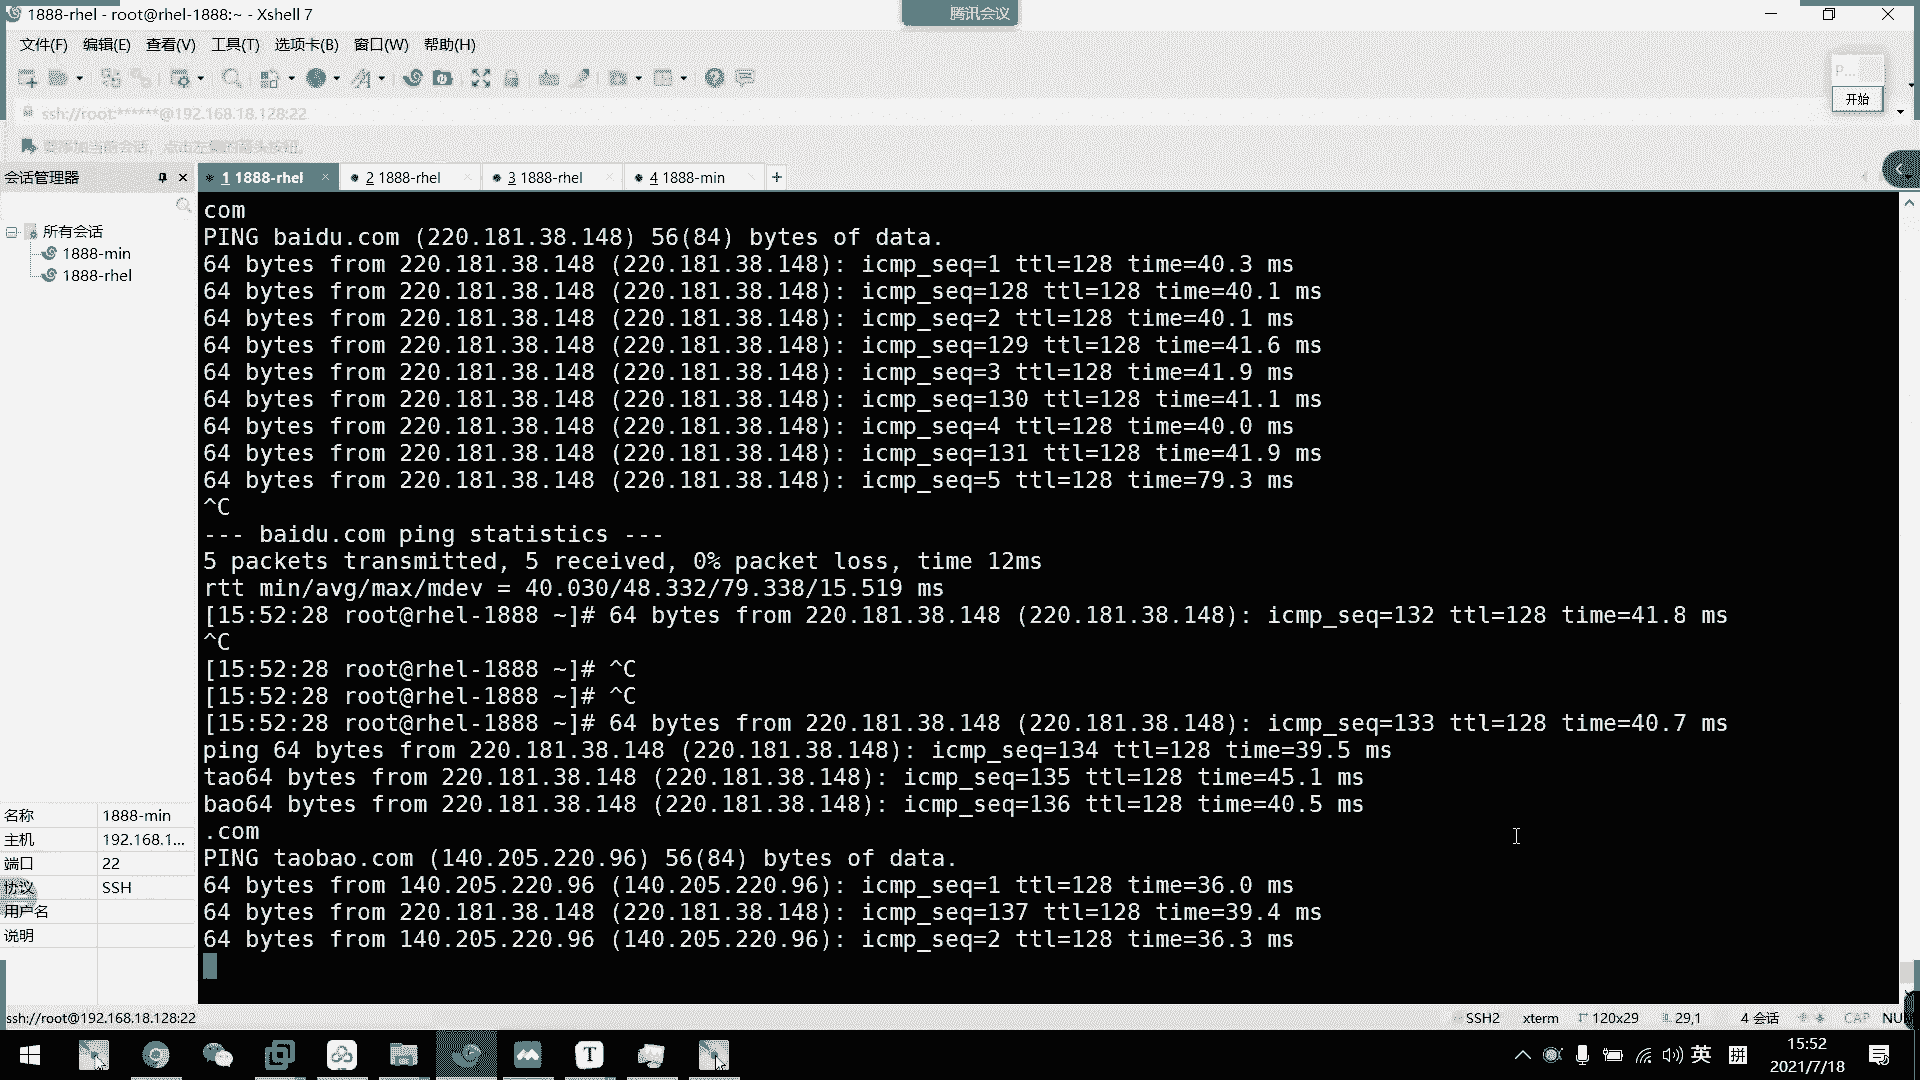 1888-rhel - root@rhel-1888:~ - Xshell 7
腾讯会议
文件(F) 编辑(E) 查看(V) 工具(T) 选项卡(B) 窗口(W) 帮助(H)
P...
开始
ssh://root:******@192.168.18.128:22
要添加当前会话，点击左侧的箭头按钮。
会话管理器
1 1888-rhel
2 1888-rhel
3 1888-rhel
4 1888-min
所有会话
1888-min
1888-rhel
com
PING baidu.com (220.181.38.148) 56(84) bytes of data.
64 bytes from 220.181.38.148 (220.181.38.148): icmp_seq=1 ttl=128 time=40.3 ms
64 bytes from 220.181.38.148 (220.181.38.148): icmp_seq=128 ttl=128 time=40.1 ms
64 bytes from 220.181.38.148 (220.181.38.148): icmp_seq=2 ttl=128 time=40.1 ms
64 bytes from 220.181.38.148 (220.181.38.148): icmp_seq=129 ttl=128 time=41.6 ms
64 bytes from 220.181.38.148 (220.181.38.148): icmp_seq=3 ttl=128 time=41.9 ms
64 bytes from 220.181.38.148 (220.181.38.148): icmp_seq=130 ttl=128 time=41.1 ms
64 bytes from 220.181.38.148 (220.181.38.148): icmp_seq=4 ttl=128 time=40.0 ms
64 bytes from 220.181.38.148 (220.181.38.148): icmp_seq=131 ttl=128 time=41.9 ms
64 bytes from 220.181.38.148 (220.181.38.148): icmp_seq=5 ttl=128 time=79.3 ms
^C
--- baidu.com ping statistics ---
5 packets transmitted, 5 received, 0% packet loss, time 12ms
rtt min/avg/max/mdev = 40.030/48.332/79.338/15.519 ms
[15:52:28 root@rhel-1888 ~]# 64 bytes from 220.181.38.148 (220.181.38.148): icmp_seq=132 ttl=128 time=41.8 ms
^C
[15:52:28 root@rhel-1888 ~]# ^C
[15:52:28 root@rhel-1888 ~]# ^C
[15:52:28 root@rhel-1888 ~]# 64 bytes from 220.181.38.148 (220.181.38.148): icmp_seq=133 ttl=128 time=40.7 ms
ping 64 bytes from 220.181.38.148 (220.181.38.148): icmp_seq=134 ttl=128 time=39.5 ms
tao64 bytes from 220.181.38.148 (220.181.38.148): icmp_seq=135 ttl=128 time=45.1 ms
bao64 bytes from 220.181.38.148 (220.181.38.148): icmp_seq=136 ttl=128 time=40.5 ms
.com
PING taobao.com (140.205.220.96) 56(84) bytes of data.
64 bytes from 140.205.220.96 (140.205.220.96): icmp_seq=1 ttl=128 time=36.0 ms
64 bytes from 220.181.38.148 (220.181.38.148): icmp_seq=137 ttl=128 time=39.4 ms
64 bytes from 140.205.220.96 (140.205.220.96): icmp_seq=2 ttl=128 time=36.3 ms
名称 1888-min
主机 192.168.1...
端口 22
协议 SSH
用户名
说明
ssh://root@192.168.18.128:22
SSH2 xterm 120x29 29,1 4 会话 CAP NUM
英 拼
15:52
2021/7/18